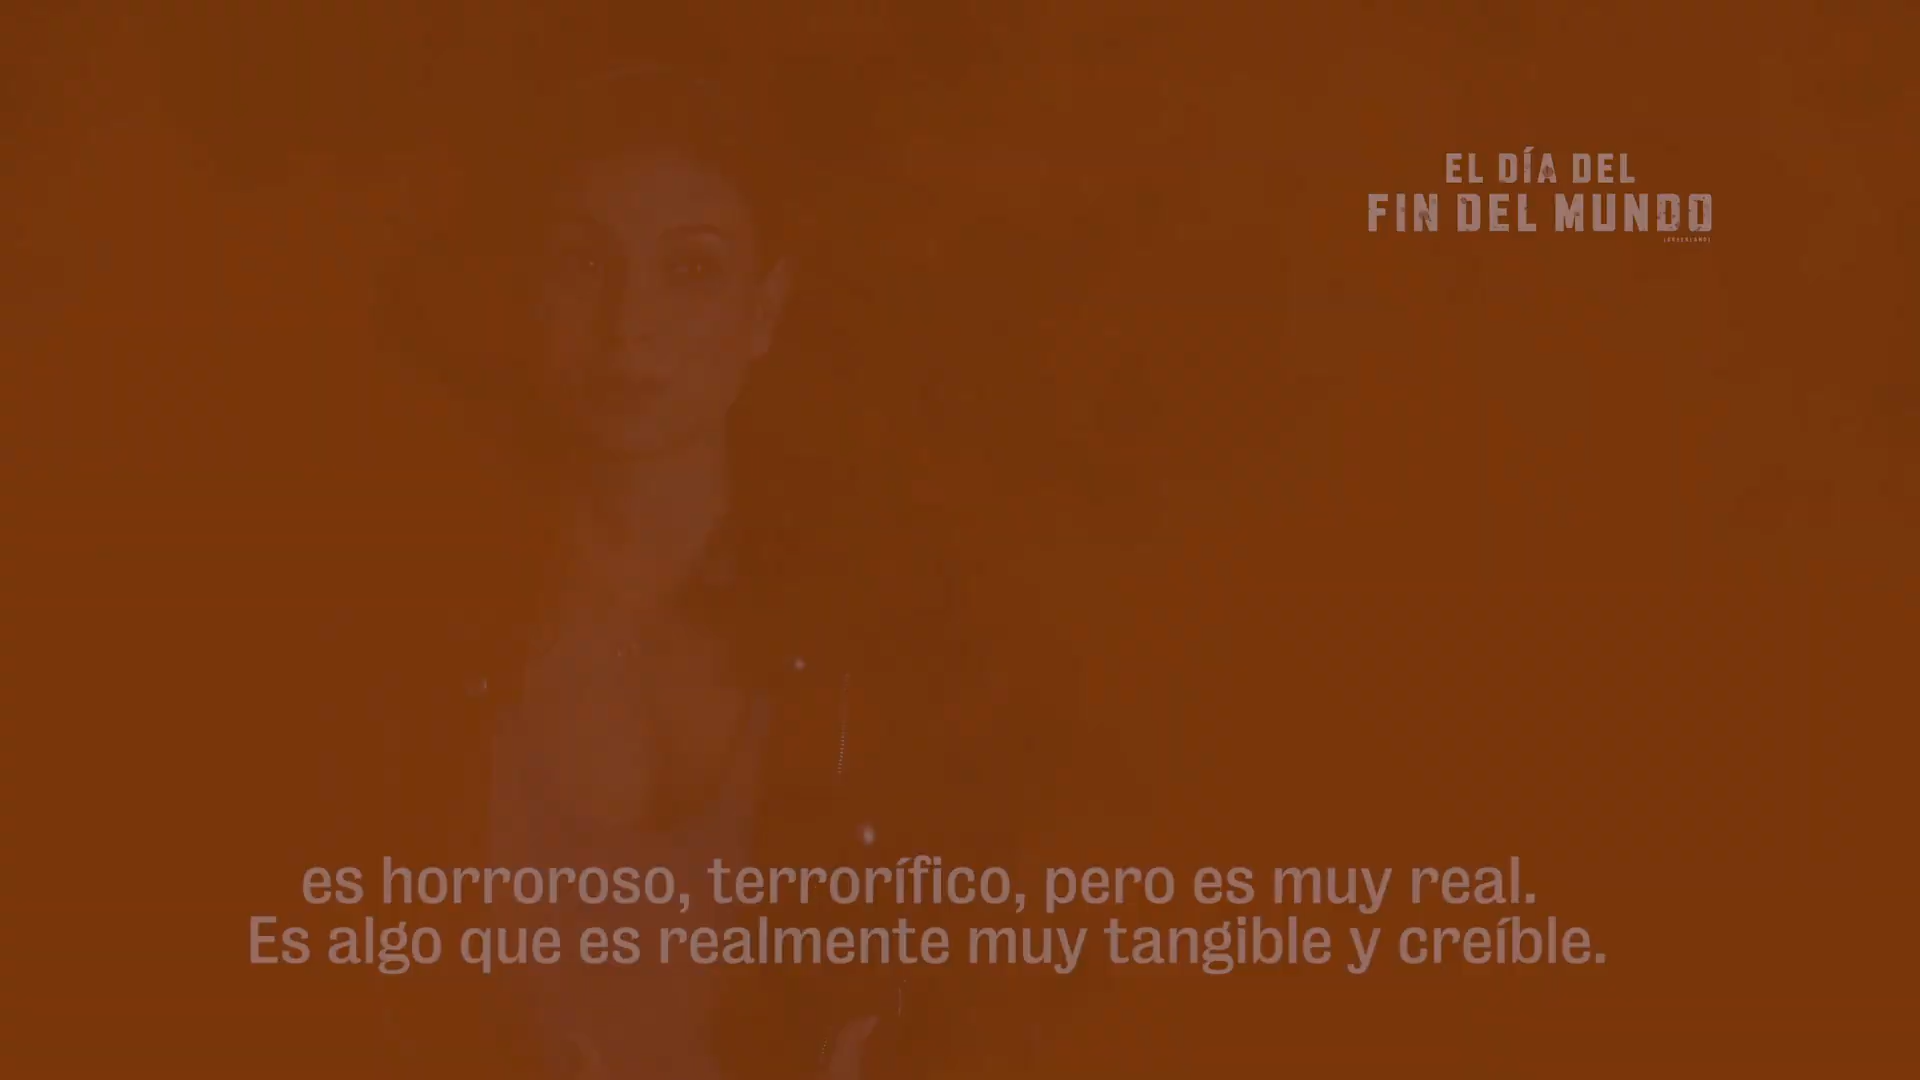 EL DÍA DEL
FIN DEL MUNDO
(GREENLAND)
es horroroso, terrorífico, pero es muy real.
Es algo que es realmente muy tangible y creíble.